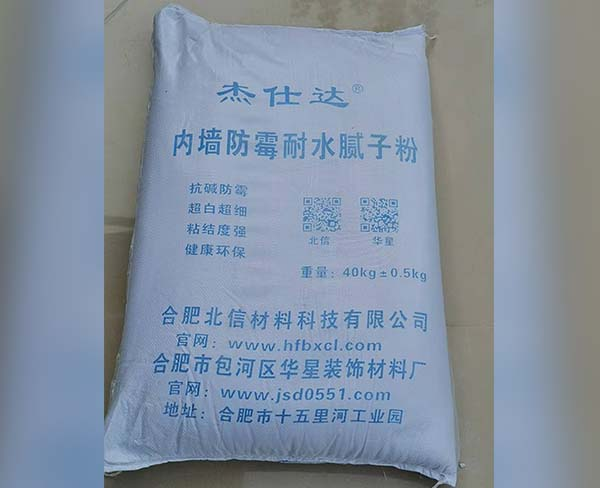 杰仕达®
内墙防霉耐水腻子粉
抗碱防霉
超白超细
粘结度强
健康环保
北信 华星
重量：40kg±0.5kg
合肥北信材料科技有限公司
官网：www.hfbxcl.com
合肥市包河区华星装饰材料厂
官网：www.jsd0551.com
地址：合肥市十五里河工业园